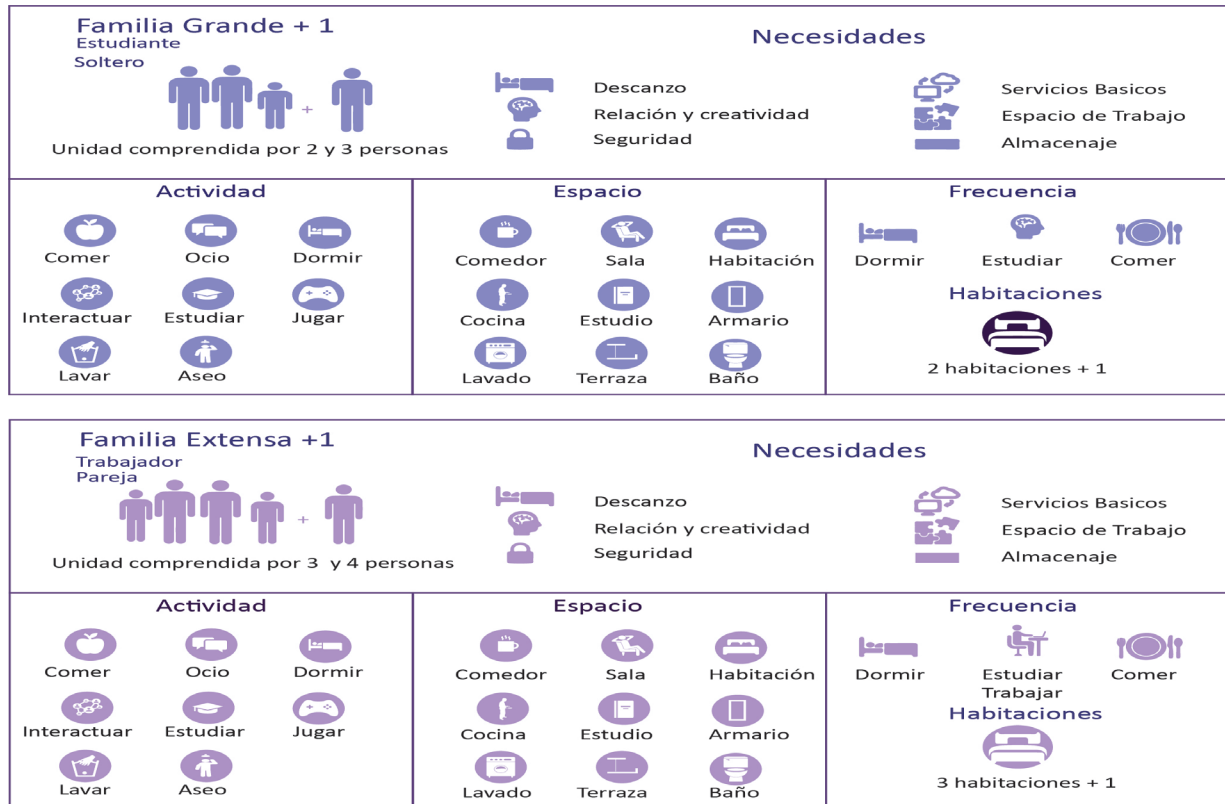 Familia Grande + 1
Estudiante
Soltero
+
Unidad comprendida por 2 y 3 personas
Necesidades
Descanzo
Relación y creatividad
Seguridad
Servicios Basicos
Espacio de Trabajo
Almacenaje
Actividad
Comer Ocio Dormir
Interactuar Estudiar Jugar
Lavar Aseo
Espacio
Comedor Sala Habitación
Cocina Estudio Armario
Lavado Terraza Baño
Frecuencia
Dormir Estudiar Comer
Habitaciones
2 habitaciones + 1
Familia Extensa +1
Trabajador
Pareja
+
Unidad comprendida por 3 y 4 personas
Necesidades
Descanzo
Relación y creatividad
Seguridad
Servicios Basicos
Espacio de Trabajo
Almacenaje
Actividad
Comer Ocio Dormir
Interactuar Estudiar Jugar
Lavar Aseo
Espacio
Comedor Sala Habitación
Cocina Estudio Armario
Lavado Terraza Baño
Frecuencia
Dormir Estudiar Comer
Trabajar
Habitaciones
3 habitaciones + 1